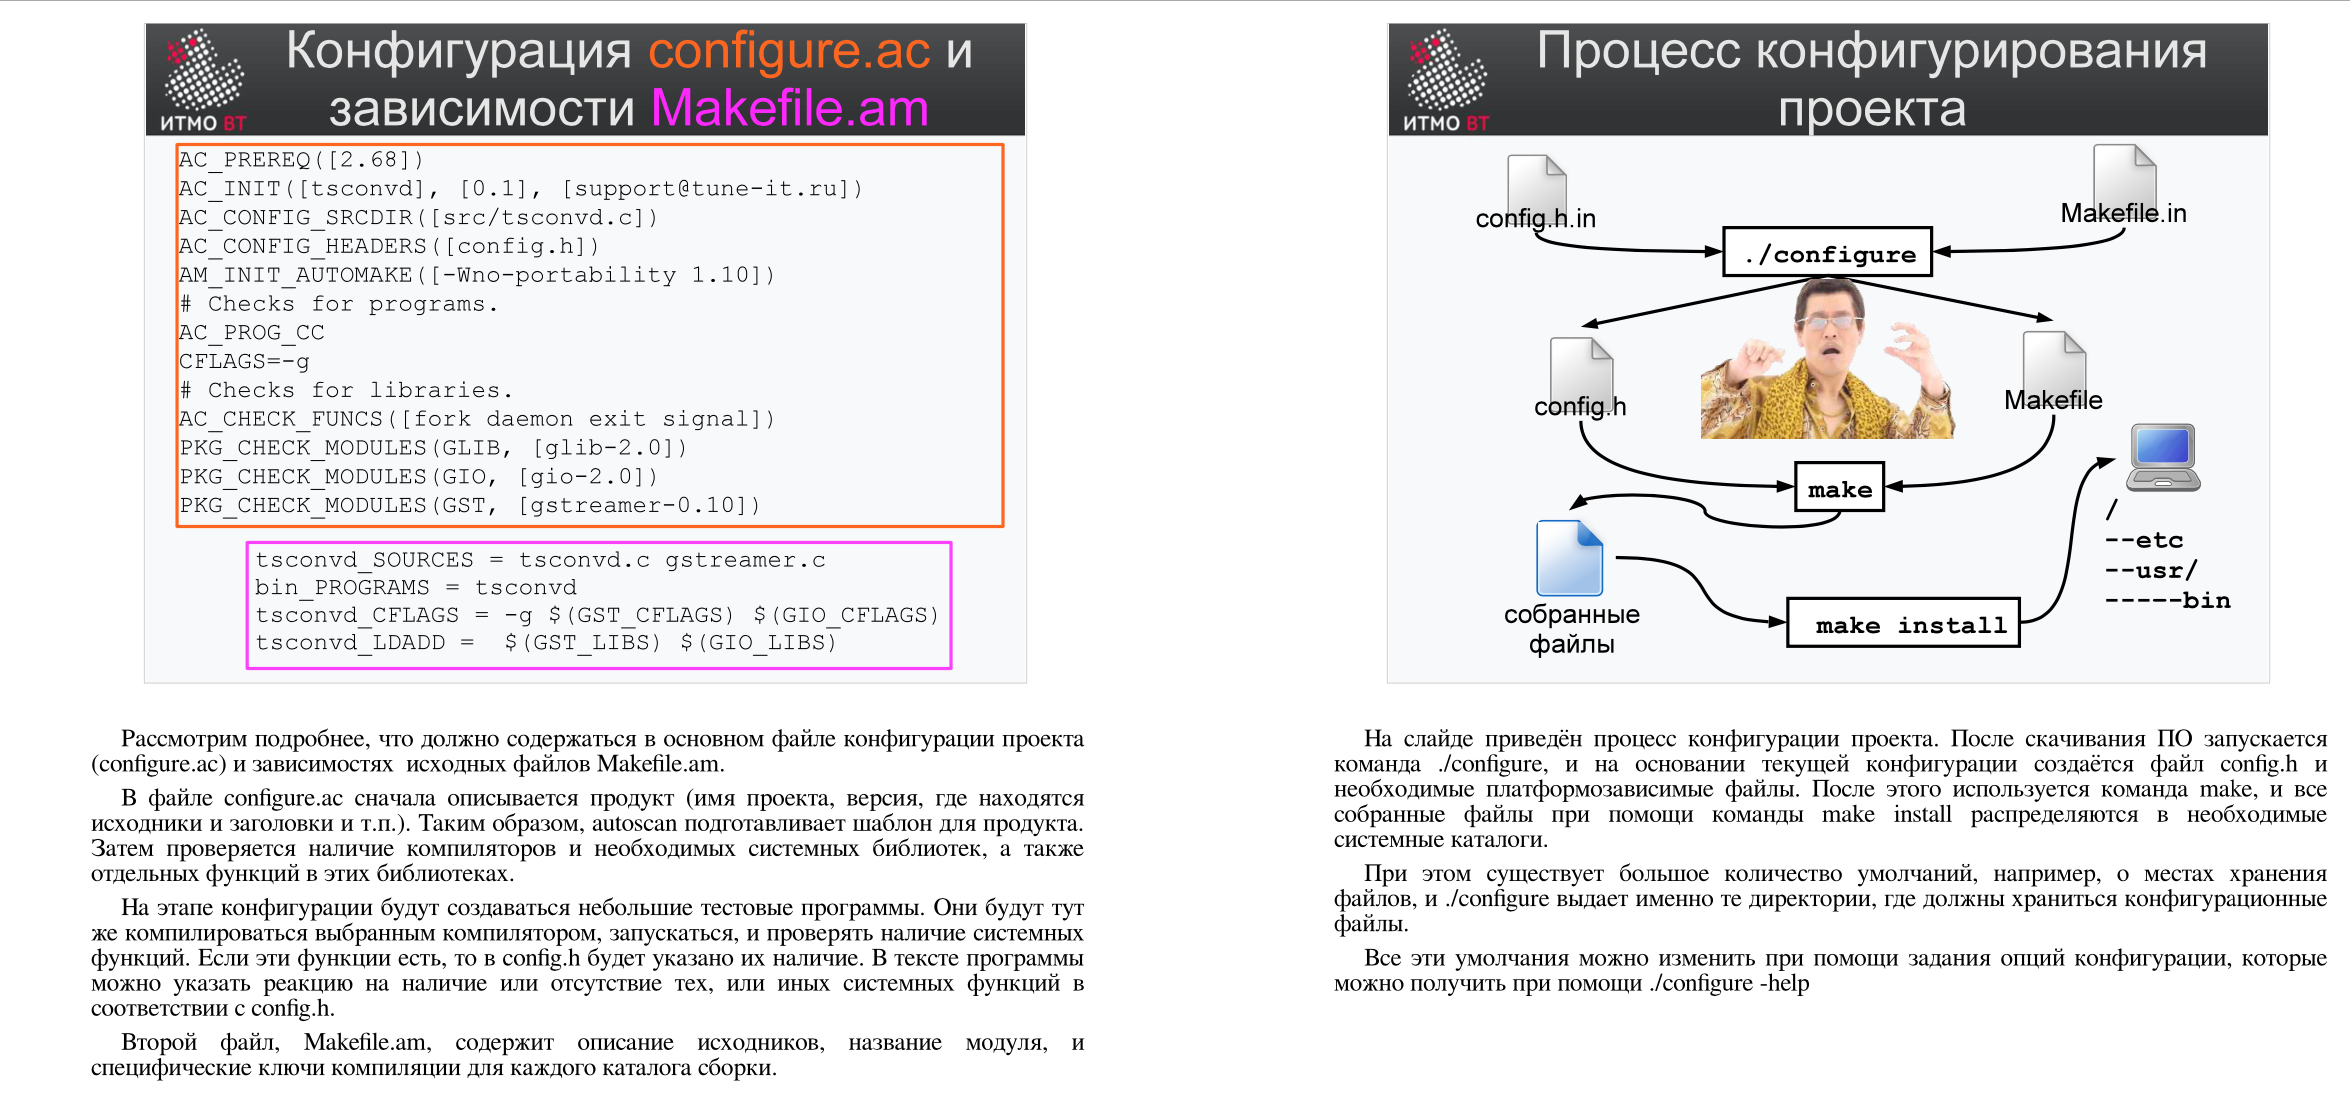 ИТМО ВТ
Конфигурация configure.ac и
зависимости Makefile.am
AC_PREREQ([2.68])
AC_INIT([tsconvd], [0.1], [support@tune-it.ru])
AC_CONFIG_SRCDIR([src/tsconvd.c])
AC_CONFIG_HEADERS([config.h])
AM_INIT_AUTOMAKE([-Wno-portability 1.10])
# Checks for programs.
AC_PROG_CC
CFLAGS=-g
# Checks for libraries.
AC_CHECK_FUNCS([fork daemon exit signal])
PKG_CHECK_MODULES(GLIB, [glib-2.0])
PKG_CHECK_MODULES(GIO, [gio-2.0])
PKG_CHECK_MODULES(GST, [gstreamer-0.10])
tsconvd_SOURCES = tsconvd.c gstreamer.c
bin_PROGRAMS = tsconvd
tsconvd_CFLAGS = -g $(GST_CFLAGS) $(GIO_CFLAGS)
tsconvd_LDADD =  $(GST_LIBS) $(GIO_LIBS)
Рассмотрим подробнее, что должно содержаться в основном файле конфигурации проекта
(configure.ac) и зависимостях  исходных файлов Makefile.am.
В файле configure.ac сначала описывается продукт (имя проекта, версия, где находятся
исходники и заголовки и т.п.). Таким образом, autoscan подготавливает шаблон для продукта.
Затем проверяется наличие компиляторов и необходимых системных библиотек, а также
отдельных функций в этих библиотеках.
На этапе конфигурации будут создаваться небольшие тестовые программы. Они будут тут
же компилироваться выбранным компилятором, запускаться, и проверять наличие системных
функций. Если эти функции есть, то в config.h будет указано их наличие. В тексте программы
можно указать реакцию на наличие или отсутствие тех, или иных системных функций в
соответствии с config.h.
Второй файл, Makefile.am, содержит описание исходников, название модуля, и
специфические ключи компиляции для каждого каталога сборки.
ИТМО ВТ
Процесс конфигурирования
проекта
config.h.in
Makefile.in
./configure
config.h
Makefile
make
/
--etc
--usr/
-----bin
собранные
файлы
make install
На слайде приведён процесс конфигурации проекта. После скачивания ПО запускается
команда ./configure, и на основании текущей конфигурации создаётся файл config.h и
необходимые платформозависимые файлы. После этого используется команда make, и все
собранные файлы при помощи команды make install распределяются в необходимые
системные каталоги.
При этом существует большое количество умолчаний, например, о местах хранения
файлов, и ./configure выдает именно те директории, где должны храниться конфигурационные
файлы.
Все эти умолчания можно изменить при помощи задания опций конфигурации, которые
можно получить при помощи ./configure -help